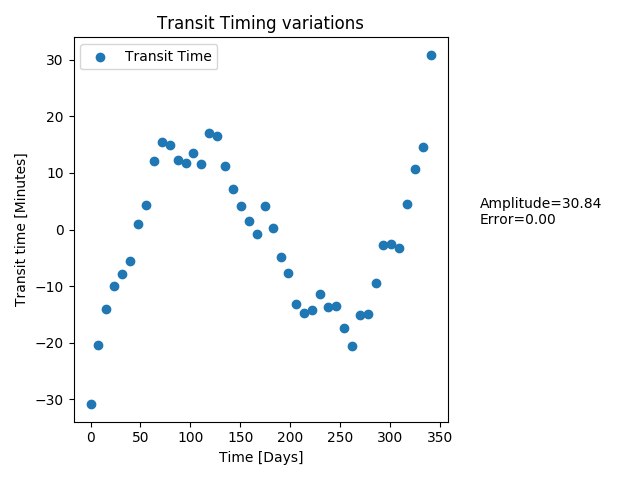 Transit Timing variations
Transit Time
30
20
10
0
−10
−20
−30
Transit time [Minutes]
0 50 100 150 200 250 300 350
Time [Days]
Amplitude=30.84
Error=0.00